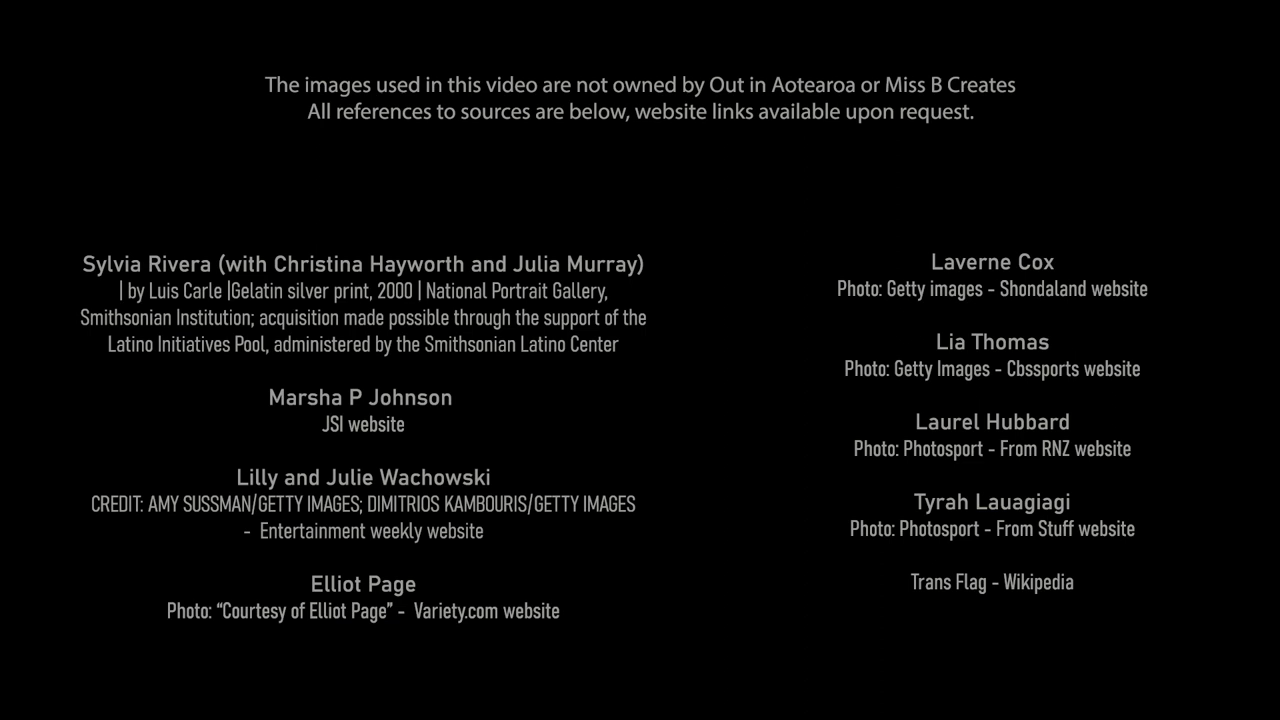 The images used in this video are not owned by Out in Aotearoa or Miss B Creates
All references to sources are below, website links available upon request.
Sylvia Rivera (with Christina Hayworth and Julia Murray)
| by Luis Carle |Gelatin silver print, 2000 | National Portrait Gallery,
Smithsonian Institution; acquisition made possible through the support of the
Latino Initiatives Pool, administered by the Smithsonian Latino Center
Marsha P Johnson
JSI website
Lilly and Julie Wachowski
CREDIT: AMY SUSSMAN/GETTY IMAGES; DIMITRIOS KAMBOURIS/GETTY IMAGES
- Entertainment weekly website
Elliot Page
Photo: “Courtesy of Elliot Page” - Variety.com website
Laverne Cox
Photo: Getty images - Shondaland website
Lia Thomas
Photo: Getty Images - Cbssports website
Laurel Hubbard
Photo: Photosport - From RNZ website
Tyrah Lauagiagi
Photo: Photosport - From Stuff website
Trans Flag - Wikipedia